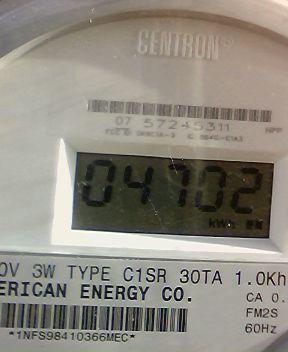 CENTRON®
07 57245311
HPP
04702
kWh
0V 3W TYPE C1SR 30TA 1.0Kh
ERICAN ENERGY CO.
CA 0.
FM2S
60Hz
*1NFS98410366MEC*